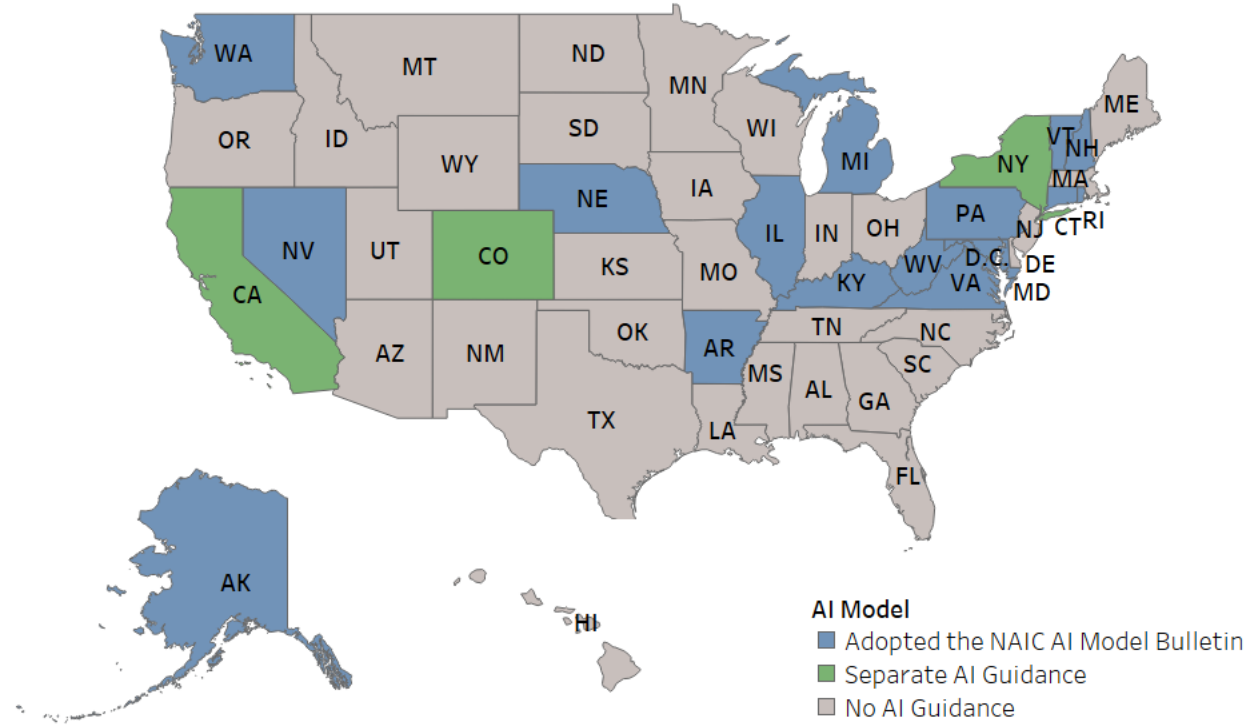 WA
MT
ND
MN
ME
OR
ID
SD
WI
VT
NH
WY
MI
NY
MA
NE
IA
PA
RI
CT
NJ
NV
UT
CO
IL
IN
OH
KS
MO
D.C.
DE
CA
KY
WV
VA
MD
AZ
NM
OK
AR
TN
NC
SC
MS
AL
GA
TX
LA
FL
AK
HI
AI Model
Adopted the NAIC AI Model Bulletin
Separate AI Guidance
No AI Guidance